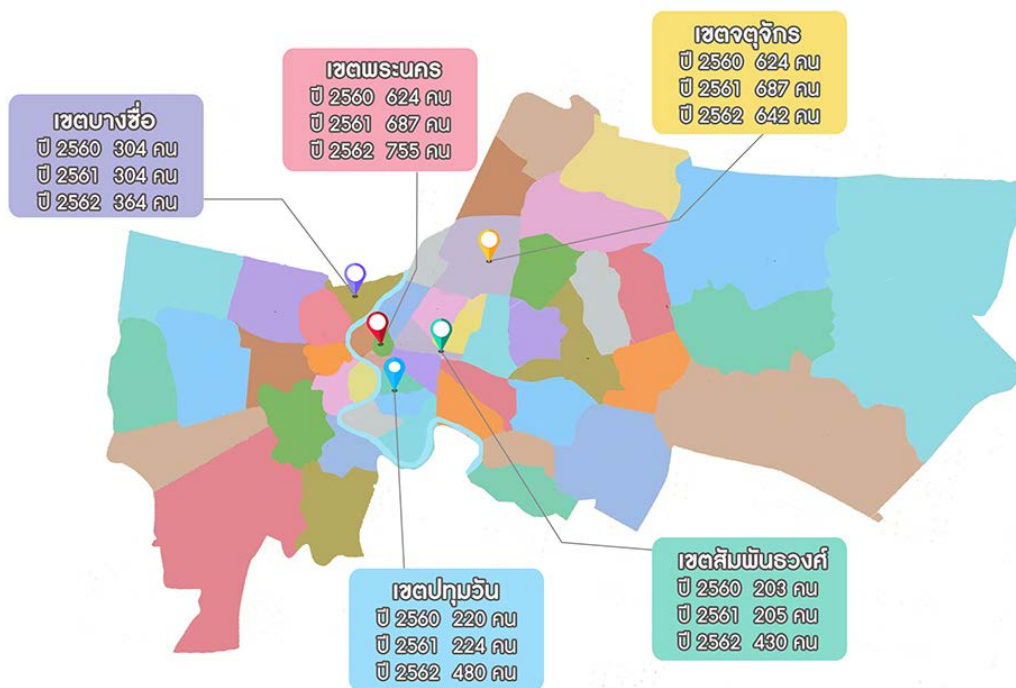 เขตจตุจักร
ปี 2560 624 คน
ปี 2561 687 คน
ปี 2562 642 คน
เขตพระนคร
ปี 2560 624 คน
ปี 2561 687 คน
ปี 2562 755 คน
เขตบางซื่อ
ปี 2560 304 คน
ปี 2561 304 คน
ปี 2562 364 คน
เขตสัมพันธวงศ์
ปี 2560 203 คน
ปี 2561 205 คน
ปี 2562 430 คน
เขตปทุมวัน
ปี 2560 220 คน
ปี 2561 224 คน
ปี 2562 480 คน